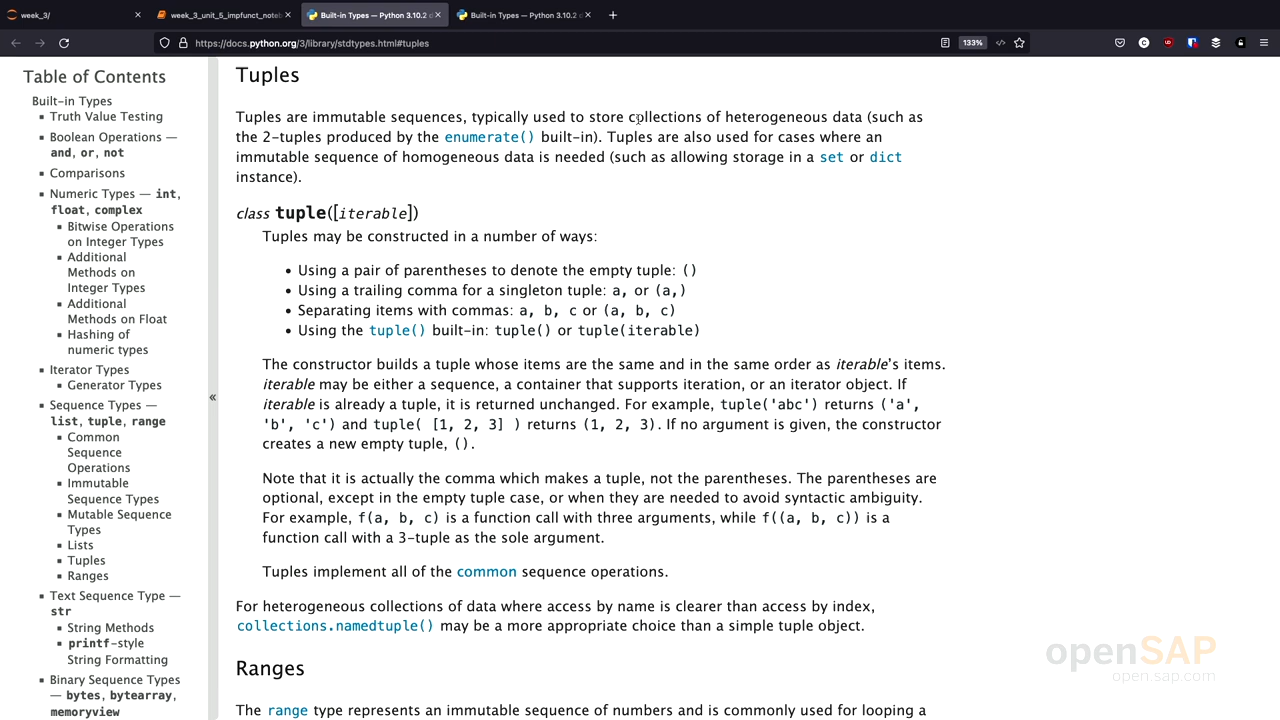 week_3/
week_3_unit_5_impfunct_noteb
Built-in Types — Python 3.10.2 d
Built-in Types — Python 3.10.2 d
https://docs.python.org/3/library/stdtypes.html#tuples
133%
Table of Contents
Built-in Types
Truth Value Testing
Boolean Operations —
and, or, not
Comparisons
Numeric Types — int,
float, complex
Bitwise Operations
on Integer Types
Additional
Methods on
Integer Types
Additional
Methods on Float
Hashing of
numeric types
Iterator Types
Generator Types
Sequence Types —
list, tuple, range
Common
Sequence
Operations
Immutable
Sequence Types
Mutable Sequence
Types
Lists
Tuples
Ranges
Text Sequence Type —
str
String Methods
printf-style
String Formatting
Binary Sequence Types
— bytes, bytearray,
memoryview
«
Tuples
Tuples are immutable sequences, typically used to store collections of heterogeneous data (such as
the 2-tuples produced by the enumerate() built-in). Tuples are also used for cases where an
immutable sequence of homogeneous data is needed (such as allowing storage in a set or dict
instance).
class tuple([iterable])
Tuples may be constructed in a number of ways:
• Using a pair of parentheses to denote the empty tuple: ()
• Using a trailing comma for a singleton tuple: a, or (a,)
• Separating items with commas: a, b, c or (a, b, c)
• Using the tuple() built-in: tuple() or tuple(iterable)
The constructor builds a tuple whose items are the same and in the same order as iterable's items.
iterable may be either a sequence, a container that supports iteration, or an iterator object. If
iterable is already a tuple, it is returned unchanged. For example, tuple('abc') returns ('a',
'b', 'c') and tuple( [1, 2, 3] ) returns (1, 2, 3). If no argument is given, the constructor
creates a new empty tuple, ().
Note that it is actually the comma which makes a tuple, not the parentheses. The parentheses are
optional, except in the empty tuple case, or when they are needed to avoid syntactic ambiguity.
For example, f(a, b, c) is a function call with three arguments, while f((a, b, c)) is a
function call with a 3-tuple as the sole argument.
Tuples implement all of the common sequence operations.
For heterogeneous collections of data where access by name is clearer than access by index,
collections.namedtuple() may be a more appropriate choice than a simple tuple object.
Ranges
The range type represents an immutable sequence of numbers and is commonly used for looping a
openSAP
open.sap.com